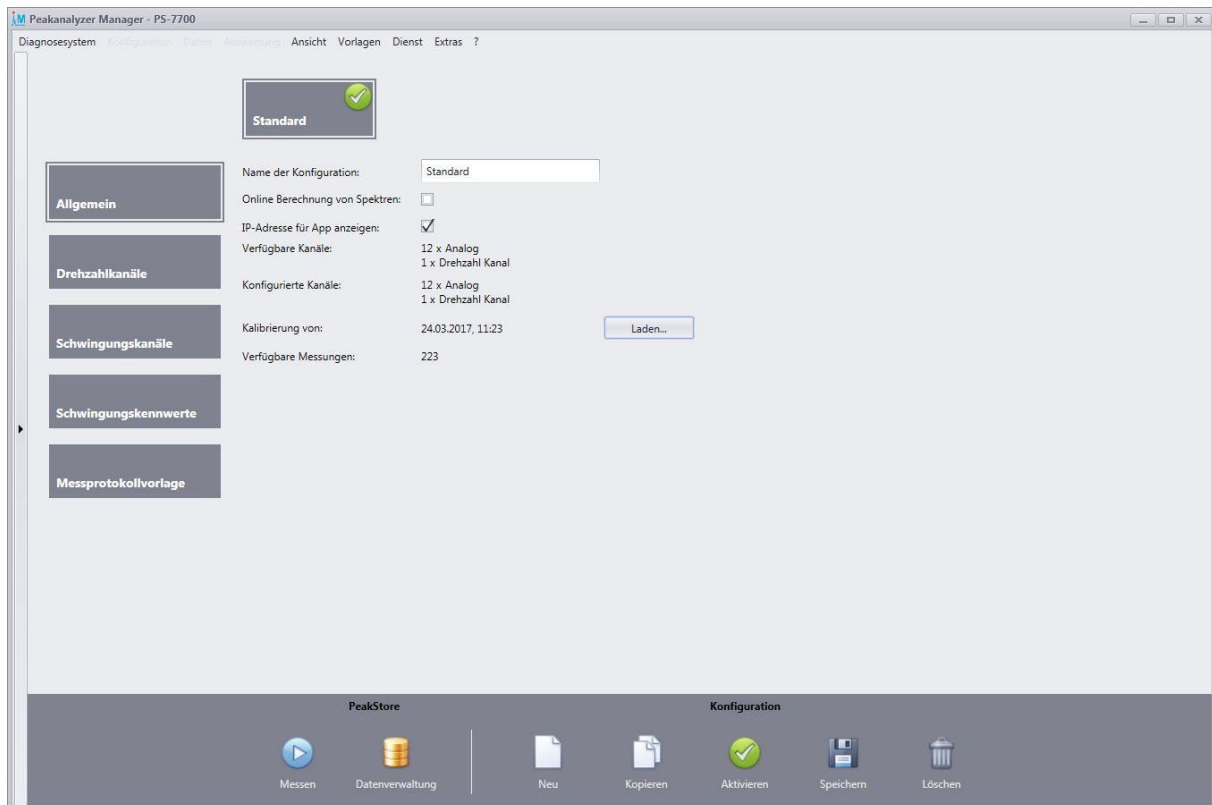 Peakanalyzer Manager - PS-7700
Diagnosesystem Konfiguration Daten Auswertung Ansicht Vorlagen Dienst Extras ?
Standard
Allgemein
Drehzahlkanäle
Schwingungskanäle
Schwingungskennwerte
Messprotokollvorlage
Name der Konfiguration: Standard
Online Berechnung von Spektren:
IP-Adresse für App anzeigen:
Verfügbare Kanäle: 12 x Analog
1 x Drehzahl Kanal
Konfigurierte Kanäle: 12 x Analog
1 x Drehzahl Kanal
Kalibrierung von: 24.03.2017, 11:23 Laden...
Verfügbare Messungen: 223
PeakStore Konfiguration
Messen Datenverwaltung Neu Kopieren Aktivieren Speichern Löschen